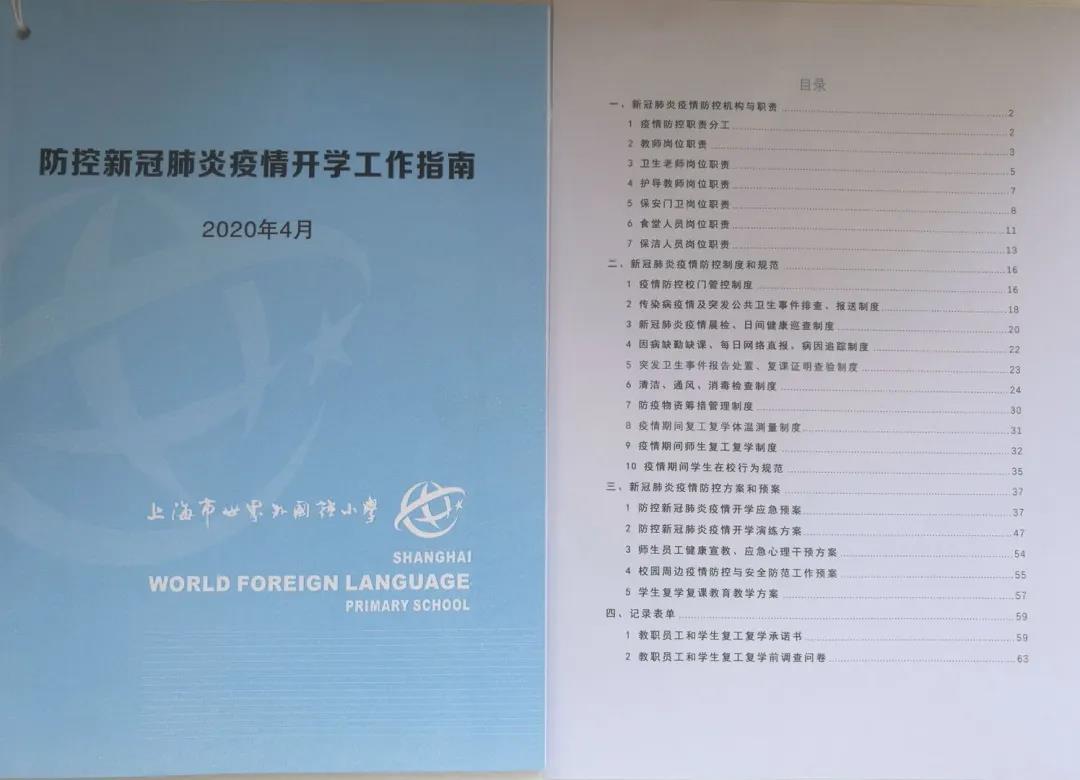 防控新冠肺炎疫情开学工作指南
2020年4月
上海市世界外国语小学
SHANGHAI
WORLD FOREIGN LANGUAGE
PRIMARY SCHOOL
目录
一、新冠肺炎疫情防控机构与职责 2
1 疫情防控职责分工 2
2 教师岗位职责 3
3 卫生老师岗位职责 5
4 护导教师岗位职责 7
5 保安门卫岗位职责 8
6 食堂人员岗位职责 11
7 保洁人员岗位职责 13
二、新冠肺炎疫情防控制度和规范 16
1 疫情防控校门管控制度 16
2 传染病疫情及突发公共卫生事件排查、报送制度 18
3 新冠肺炎疫情晨检、日间健康巡查制度 20
4 因病缺勤缺课、每日网络直报、病因追踪制度 22
5 突发卫生事件报告处置、复课证明查验制度 23
6 清洁、通风、消毒检查制度 24
7 防疫物资筹措管理制度 30
8 疫情期间复工复学体温测量制度 31
9 疫情期间师生复工复学制度 32
10 疫情期间学生在校行为规范 35
三、新冠肺炎疫情防控方案和预案 37
1 防控新冠肺炎疫情开学应急预案 37
2 防控新冠肺炎疫情开学演练方案 47
3 师生员工健康宣教、应急心理干预方案 54
4 校园周边疫情防控与安全防范工作预案 55
5 学生复学复课教育教学方案 57
四、记录表单 59
1 教职员工和学生复工复学承诺书 59
2 教职员工和学生复工复学前调查问卷 63